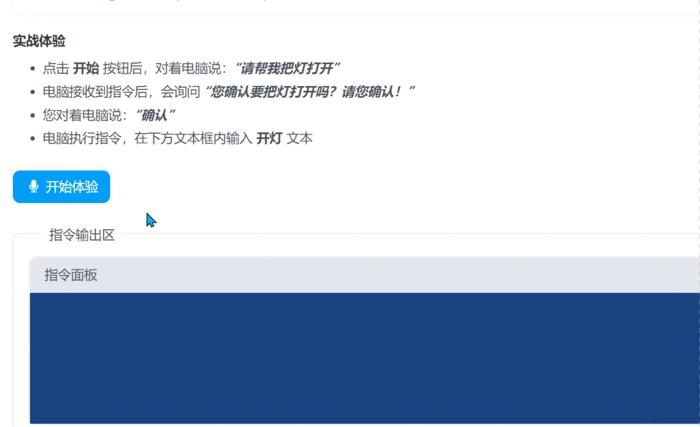 实战体验
点击 开始 按钮后，对着电脑说：“请帮我把灯打开”
电脑接收到指令后，会询问 “您确认要把灯打开吗？请您确认！”
您对着电脑说：“确认”
电脑执行指令，在下方文本框内输入 开灯 文本
开始体验
指令输出区
指令面板